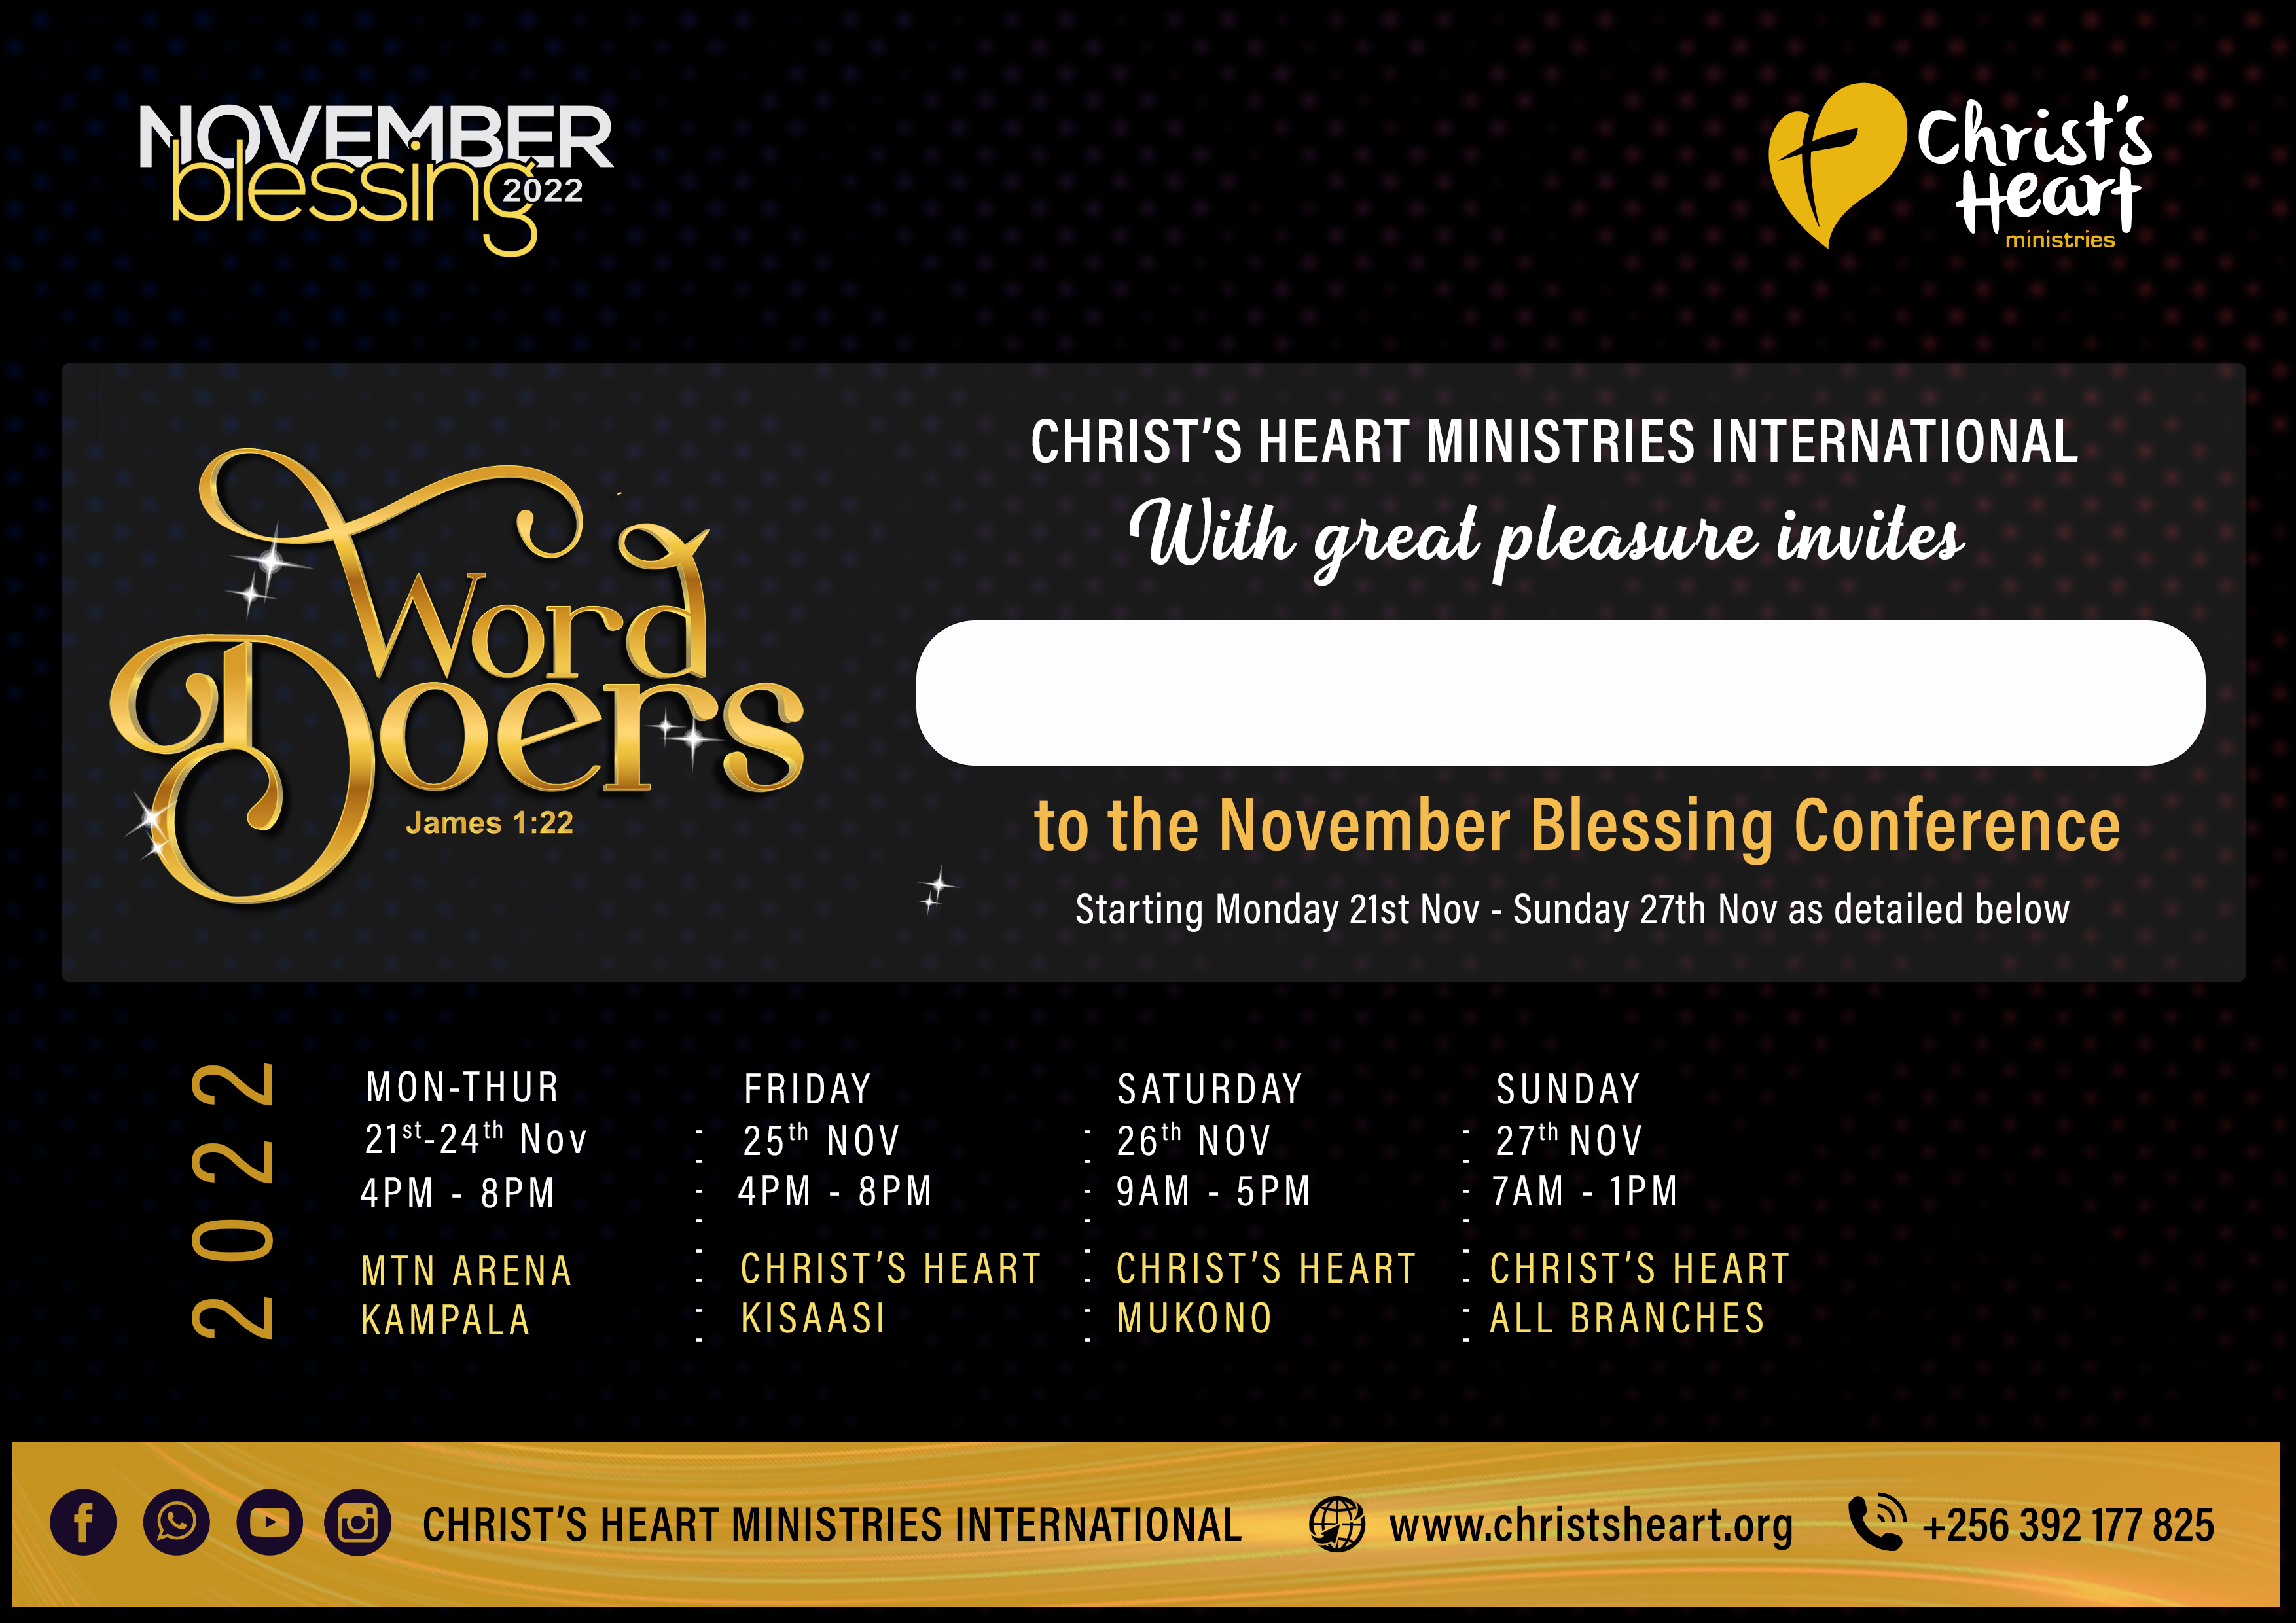 NOVEMBER
blessing 2022
Christ's
Heart
ministries
Word
Doers
James 1:22
CHRIST'S HEART MINISTRIES INTERNATIONAL
With great pleasure invites
to the November Blessing Conference
Starting Monday 21st Nov - Sunday 27th Nov as detailed below
2022
MON-THUR
21st-24th Nov
4PM - 8PM
MTN ARENA
KAMPALA
FRIDAY
25th NOV
4PM - 8PM
CHRIST'S HEART
KISAASI
SATURDAY
26th NOV
9AM - 5PM
CHRIST'S HEART
MUKONO
SUNDAY
27th NOV
7AM - 1PM
CHRIST'S HEART
ALL BRANCHES
CHRIST'S HEART MINISTRIES INTERNATIONAL www.christsheart.org +256 392 177 825